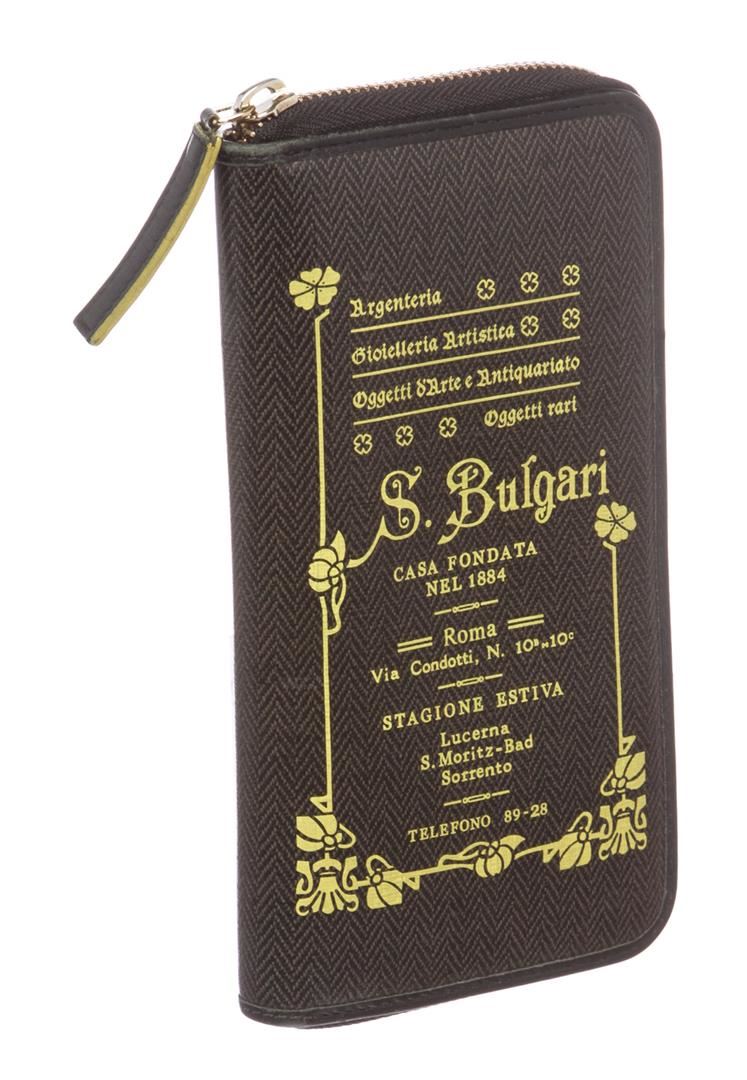 Argenteria
Gioielleria Artistica
Oggetti d'Arte e Antiquariato
Oggetti rari
S. Bulgari
CASA FONDATA
NEL 1884
Roma
Via Condotti, N. 10ᴮ-10ᶜ
STAGIONE ESTIVA
Lucerna
S. Moritz-Bad
Sorrento
TELEFONO 89-28